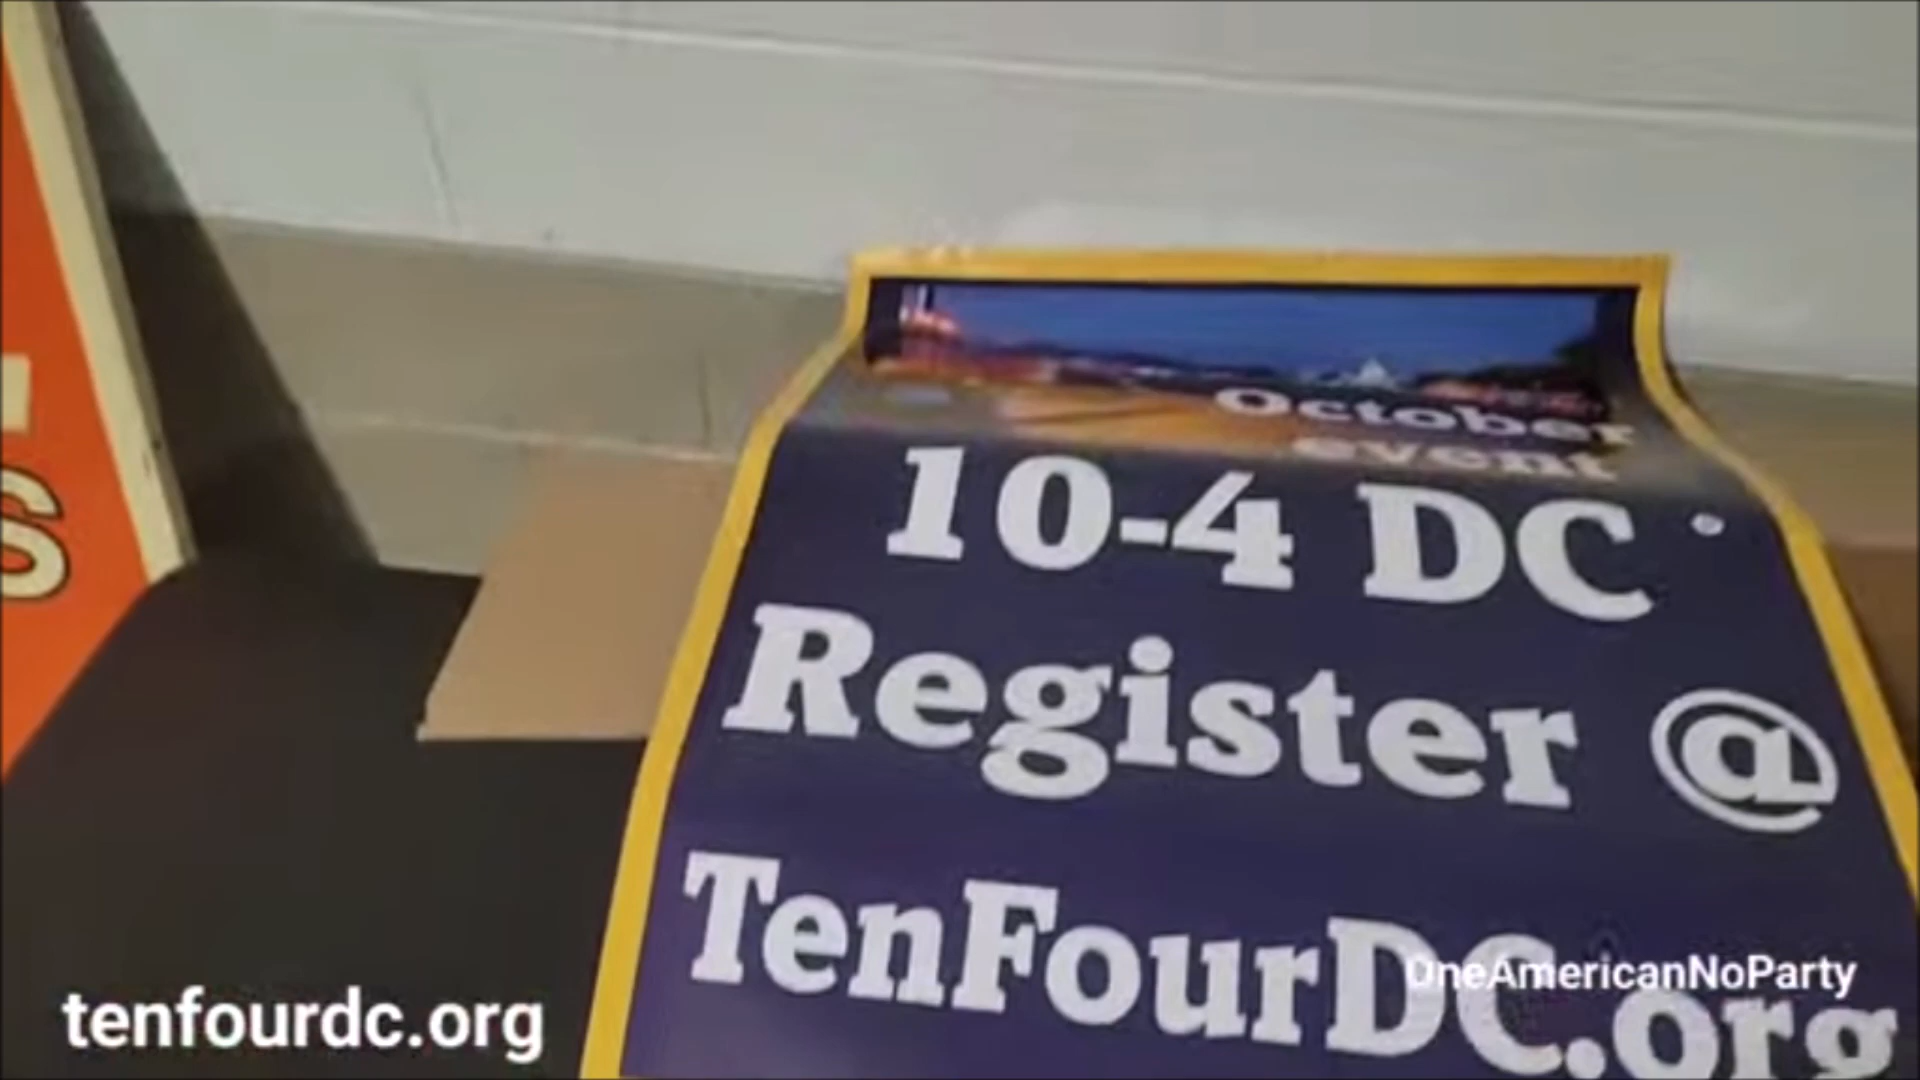 October
event
10-4 DC
Register @
TenFourDC.org
OneAmericanNoParty
tenfourdc.org
S